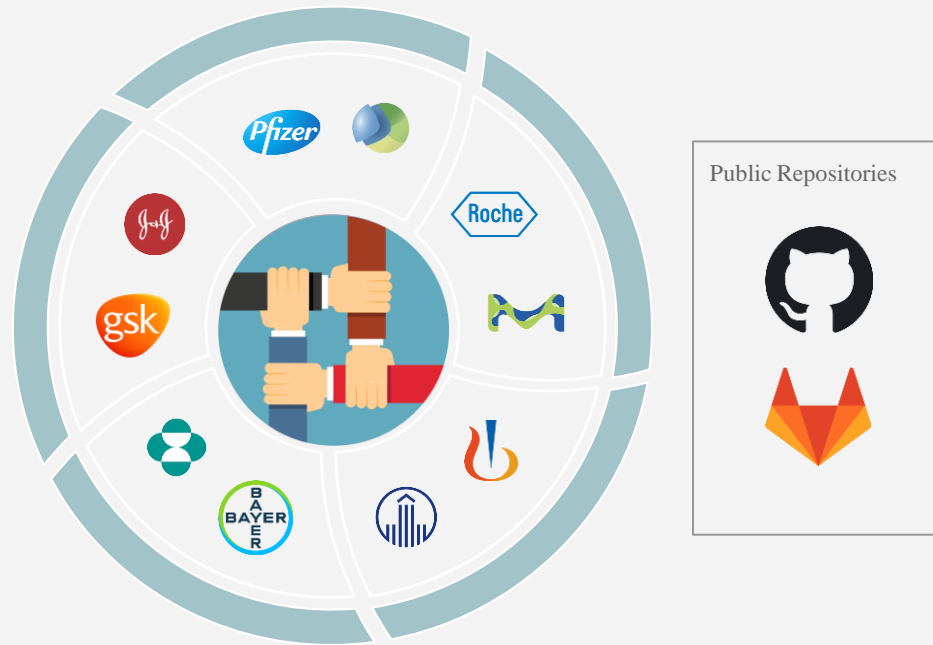 Pfizer
Roche
J&J
gsk
BAYER
BAYER
Public Repositories